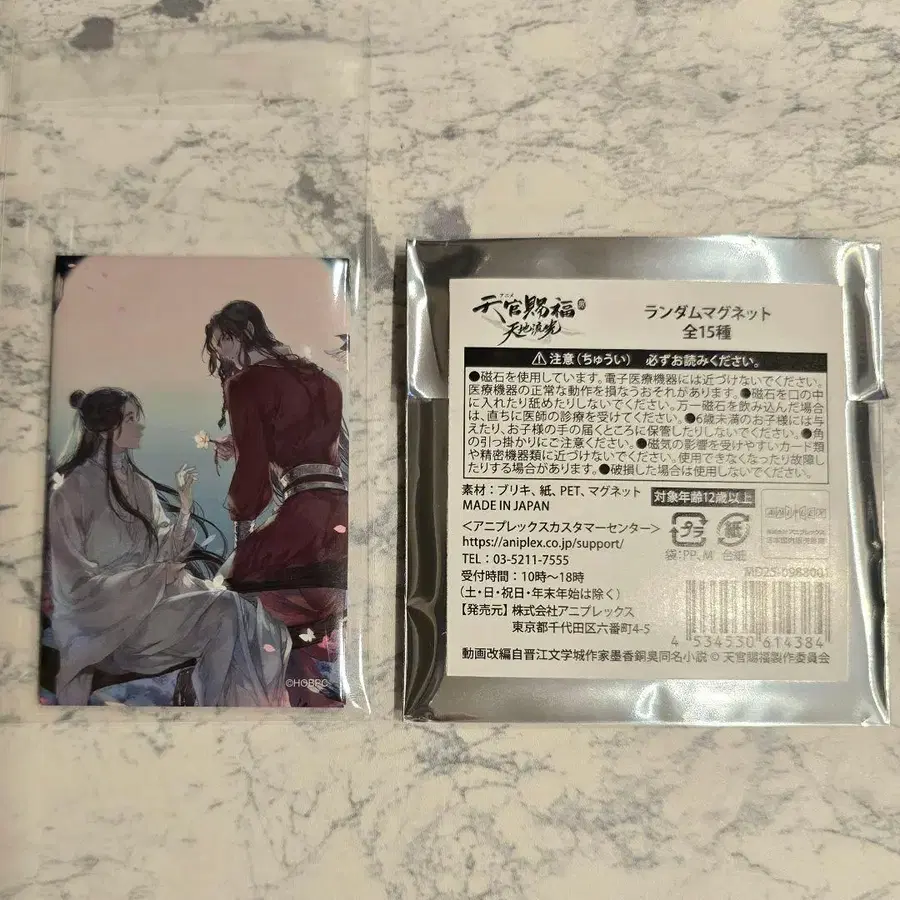 ©HOBPC
アニメ
天官賜福 貳
天地流光
ランダムマグネット
全15種
⚠注意（ちゅうい） 必ずお読みください。
●磁石を使用しています。電子医療機器には近づけないでください。
医療機器の正常な動作を損なうおそれがあります。●磁石を口の中
に入れたり舐めたりしないでください。万一磁石を飲み込んだ場合
は、直ちに医師の診療を受けてください。●6歳未満のお子様には与
えたり、お子様の手の届くところに保管したりしないでください。●角
の引っ掛かりにご注意ください。●磁気の影響を受けやすいカード類
や精密機器類に近づけないでください。使用できなくなったり故障し
たりする場合があります。●破損した場合は使用しないでください。
素材：ブリキ、紙、PET、マグネット
MADE IN JAPAN
対象年齢12歳以上
プラ
紙
袋:PP、M 台紙
＜アニプレックスカスタマーセンター＞
https://aniplex.co.jp/support/
TEL：03-5211-7555
受付時間：10時～18時
（土・日・祝日・年末年始は除く）
【発売元】株式会社アニプレックス
東京都千代田区六番町4-5
MD25-0988001
4 534530 614384
動画改編自晋江文学城作家墨香銅臭同名小説 © 天官賜福製作委員会